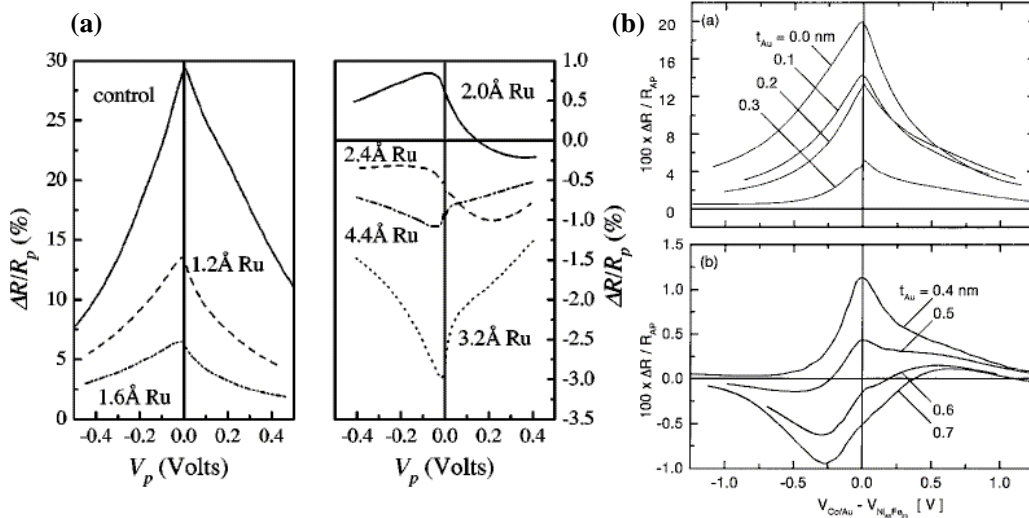 (a)
30
25
20
15
10
5
0
ΔR/R_p (%)
control
1.2Å Ru
1.6Å Ru
-0.4 -0.2 0.0 0.2 0.4
V_p (Volts)
1.0
0.5
0.0
-0.5
-1.0
-1.5
-2.0
-2.5
-3.0
-3.5
ΔR/R_p (%)
2.0Å Ru
2.4Å Ru
4.4Å Ru
3.2Å Ru
-0.4 -0.2 0.0 0.2 0.4
V_p (Volts)
(b)
(a)
20
16
12
8
4
0
100 x ΔR / R_AP
t_Au = 0.0 nm
0.1
0.2
0.3
(b)
1.5
1.0
0.5
0.0
-0.5
-1.0
100 x ΔR / R_AP
t_Au = 0.4 nm
0.5
0.6
0.7
-1.0 -0.5 0.0 0.5 1.0
V_Co/Au - V_Ni80Fe20 [ V ]